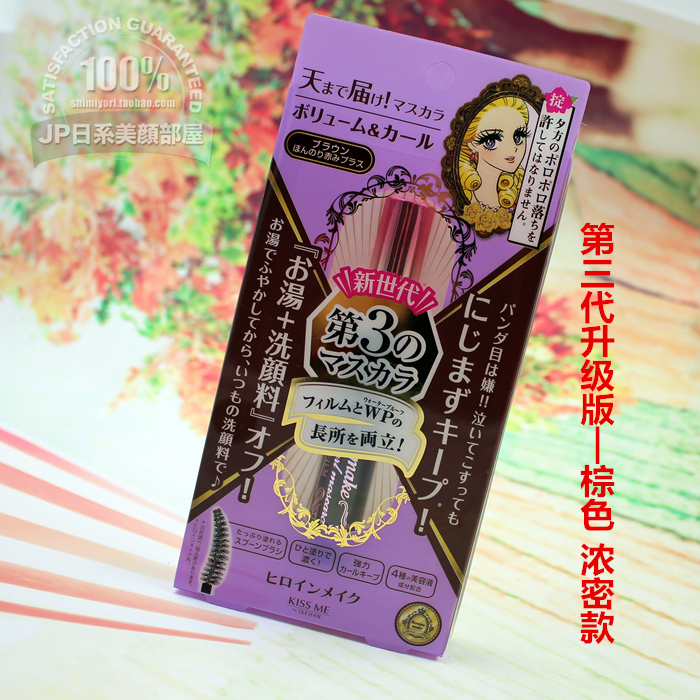 SATISFACTION GUARANTEED
100%
shimiyori.taobao.com
JP日系美顔部屋
天まで届け!マスカラ
ボリューム&カール
ブラウン
ほんのり赤みプラス
掟
夕方のポロポロ落ちを
許してはなりません。
新世代
第3の
マスカラ
フィルムとWPの
ウォータープルーフ
長所を両立!
パンダ目は嫌!!泣いてこすっても
にじまずキープ!
『お湯+洗顔料』オフ!
お湯でふやかしてから、いつもの洗顔料で♪
make
mascara
たっぷり塗れる
スプーンブラシ
ひと塗りで
濃く!
強力
カールキープ
4種の美容液
成分配合
ヒロインメイク
KISS ME
第三代升级版—棕色 浓密款